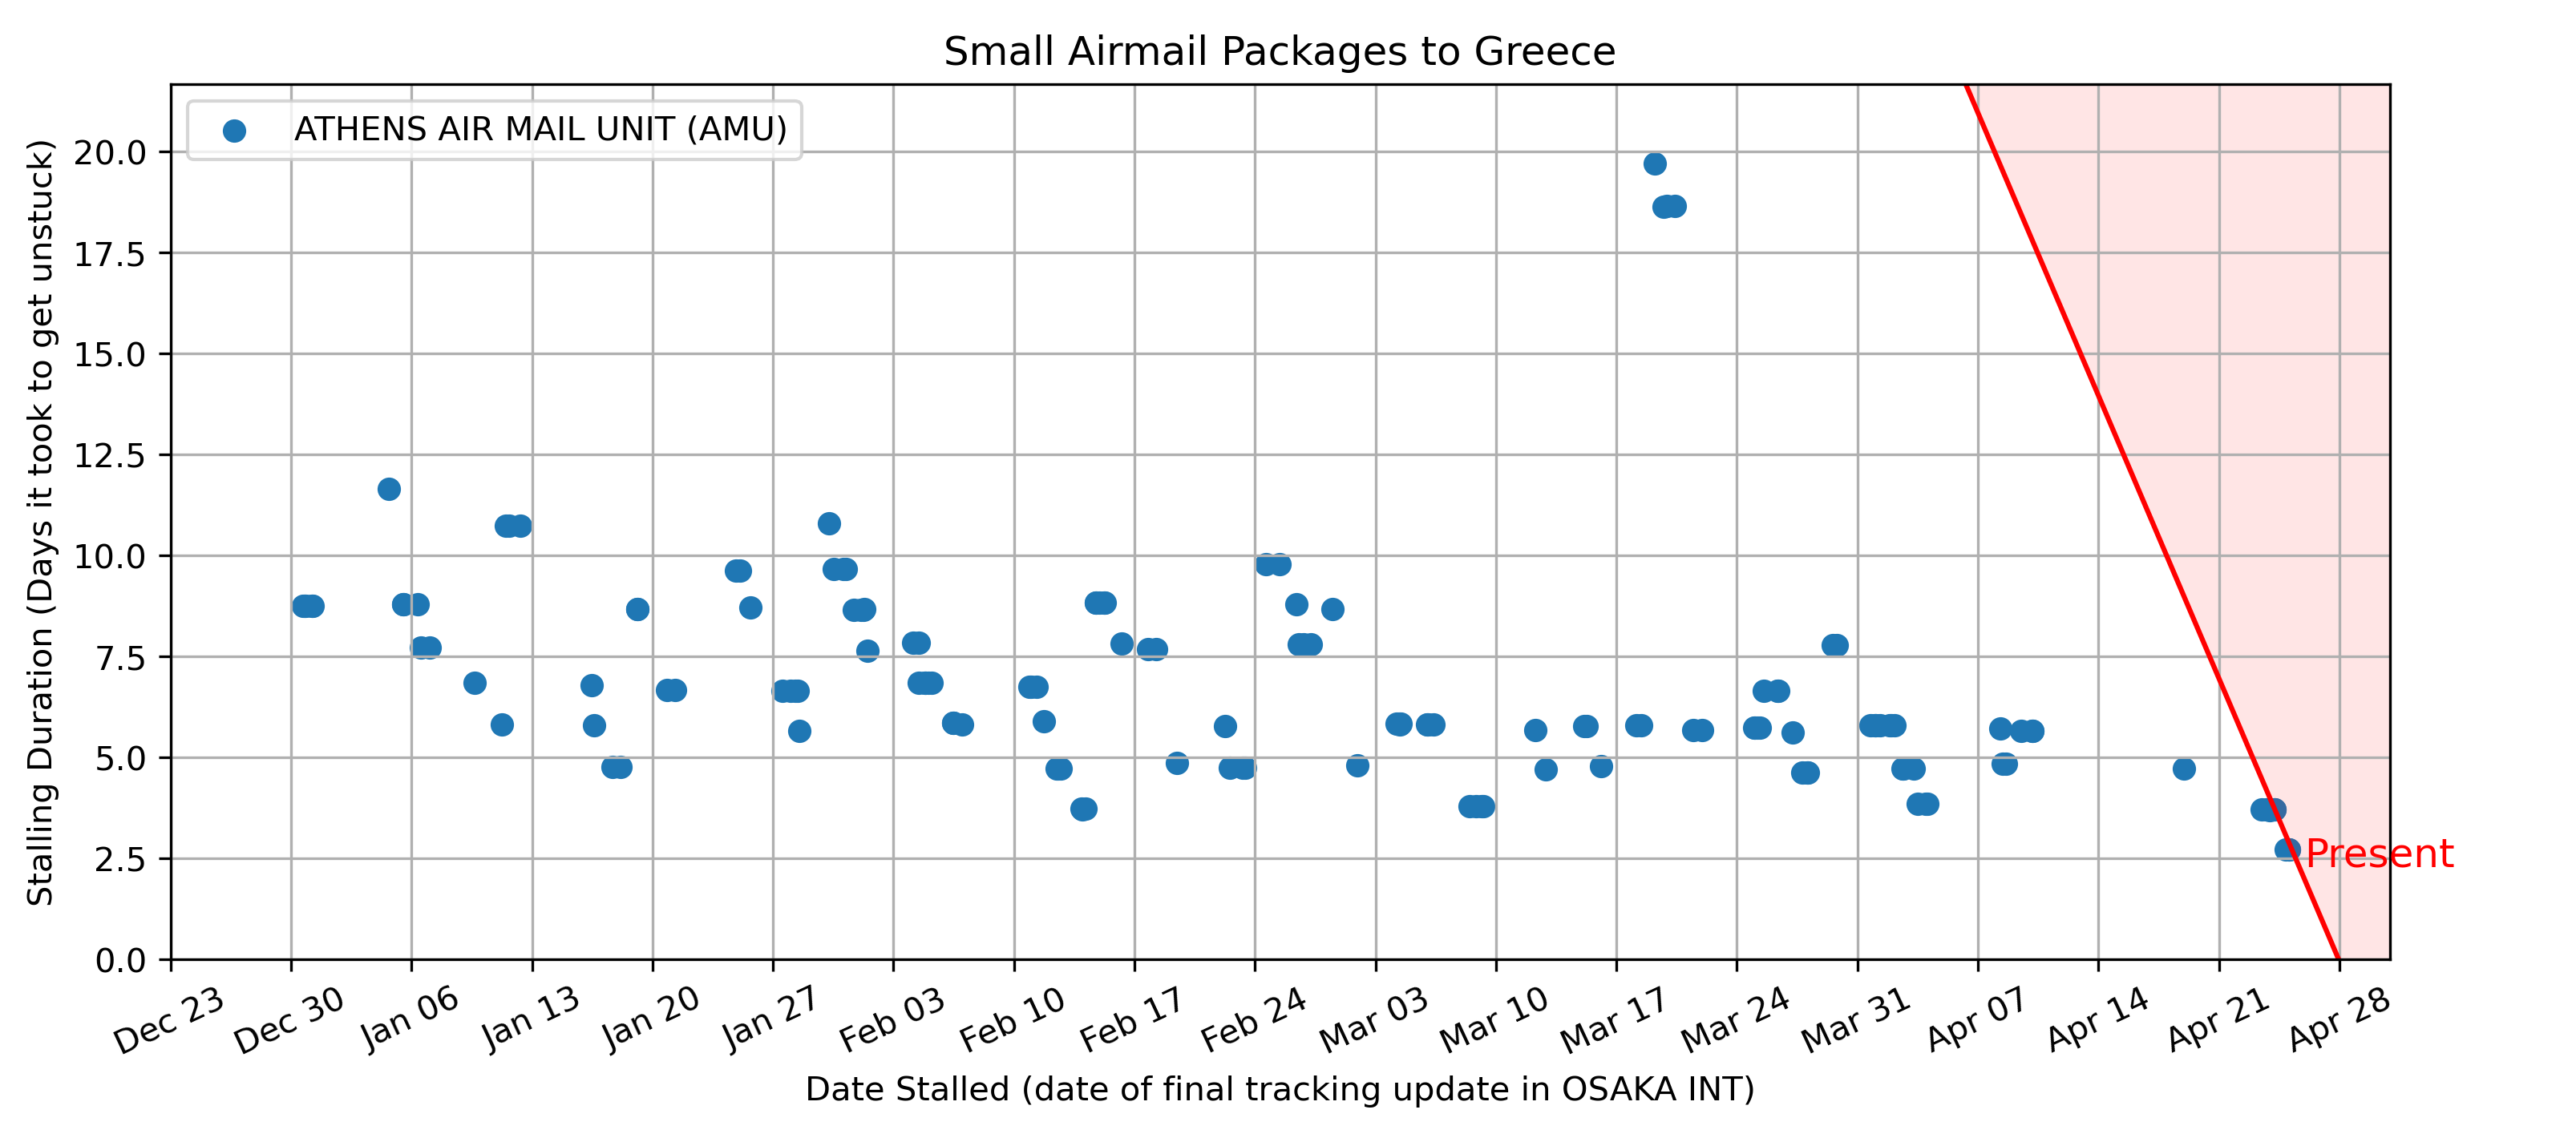 Small Airmail Packages to Greece
ATHENS AIR MAIL UNIT (AMU)
Stalling Duration (Days it took to get unstuck)
20.0
17.5
15.0
12.5
10.0
7.5
5.0
2.5
0.0
Present
Dec 23
Dec 30
Jan 06
Jan 13
Jan 20
Jan 27
Feb 03
Feb 10
Feb 17
Feb 24
Mar 03
Mar 10
Mar 17
Mar 24
Mar 31
Apr 07
Apr 14
Apr 21
Apr 28
Date Stalled (date of final tracking update in OSAKA INT)